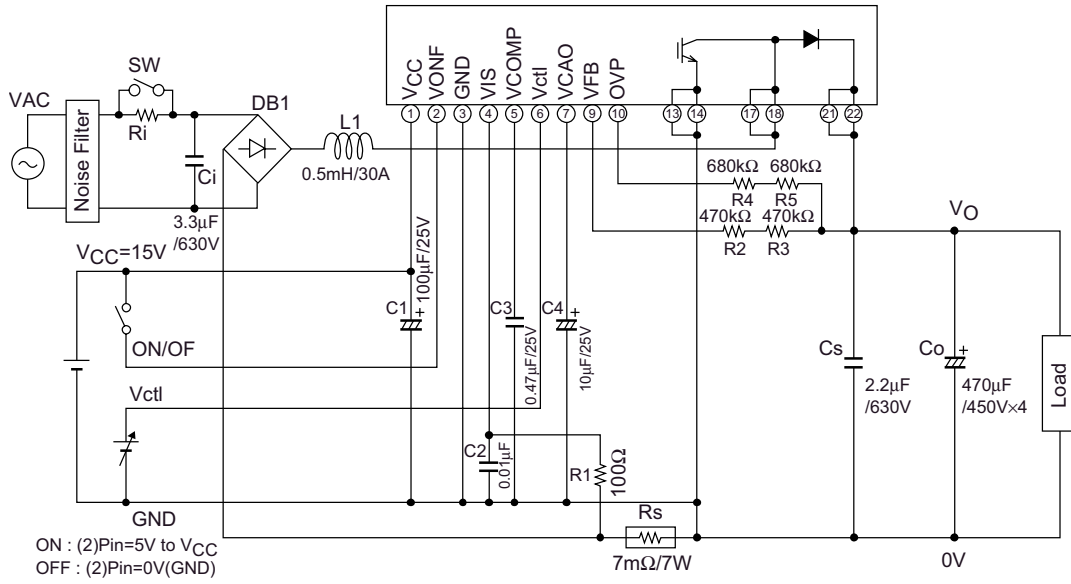 VCC
VONF
GND
VIS
VCOMP
Vctl
VCAO
VFB
OVP
1
2
3
4
5
6
7
9
10
13
14
17
18
21
22
SW
VAC
Noise Filter
Ri
DB1
L1
0.5mH/30A
Ci
3.3μF
/630V
680kΩ
680kΩ
R4
R5
470kΩ
470kΩ
R2
R3
VO
VCC=15V
C1
+
100μF/25V
C3
0.47μF/25V
C4
+
10μF/25V
ON/OF
Vctl
C2
0.01μF
R1
100Ω
Cs
2.2μF
/630V
Co
+
470μF
/450V×4
Load
GND
Rs
7mΩ/7W
0V
ON : (2)Pin=5V to VCC
OFF : (2)Pin=0V(GND)